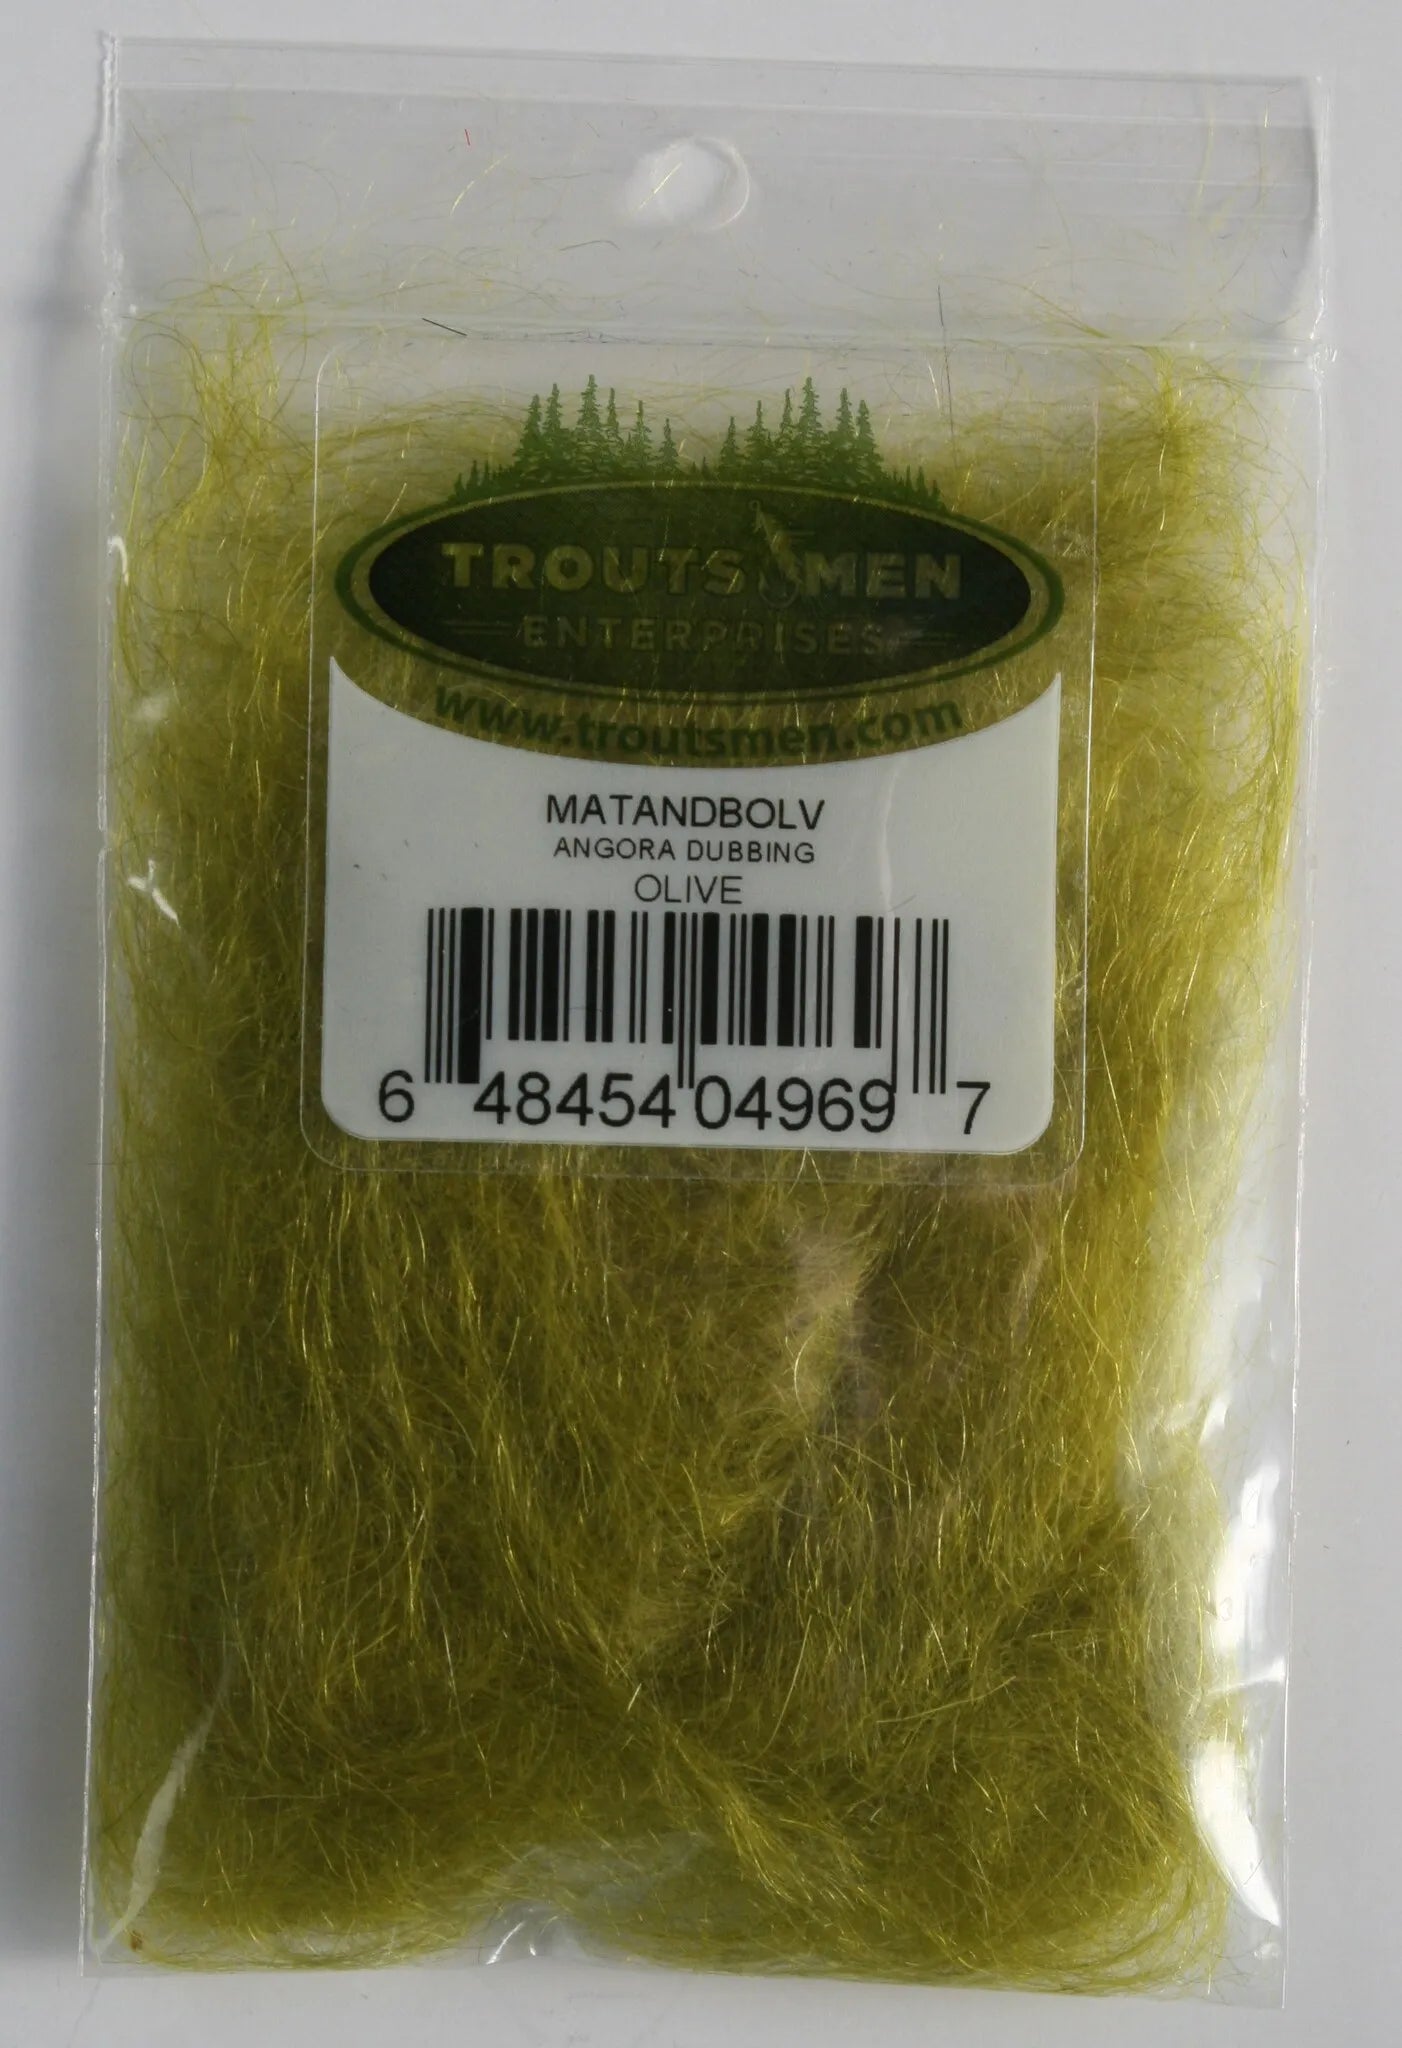 TROUTSMEN
ENTERPRISES
www.troutsmen.com
MATANDBOLV
ANGORA DUBBING
OLIVE
6 48454 04969 7